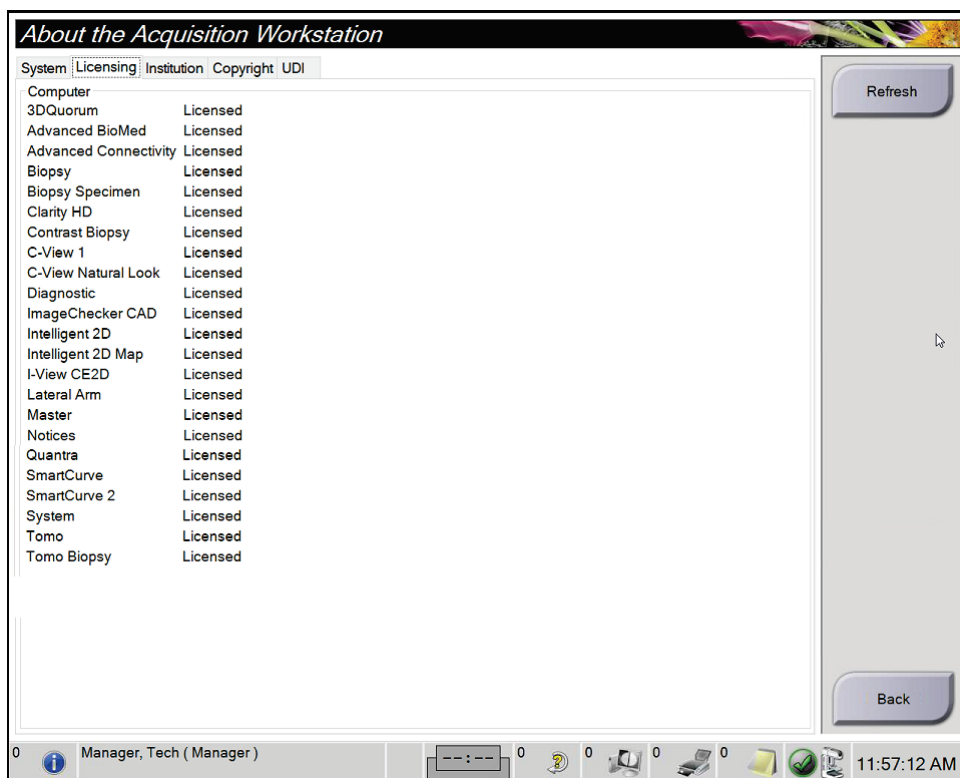 About the Acquisition Workstation
System Licensing Institution Copyright UDI
Computer
3DQuorum Licensed
Advanced BioMed Licensed
Advanced Connectivity Licensed
Biopsy Licensed
Biopsy Specimen Licensed
Clarity HD Licensed
Contrast Biopsy Licensed
C-View 1 Licensed
C-View Natural Look Licensed
Diagnostic Licensed
ImageChecker CAD Licensed
Intelligent 2D Licensed
Intelligent 2D Map Licensed
I-View CE2D Licensed
Lateral Arm Licensed
Master Licensed
Notices Licensed
Quantra Licensed
SmartCurve Licensed
SmartCurve 2 Licensed
System Licensed
Tomo Licensed
Tomo Biopsy Licensed
Refresh
Back
0 Manager, Tech ( Manager ) --:-- 0 0 0 0 11:57:12 AM